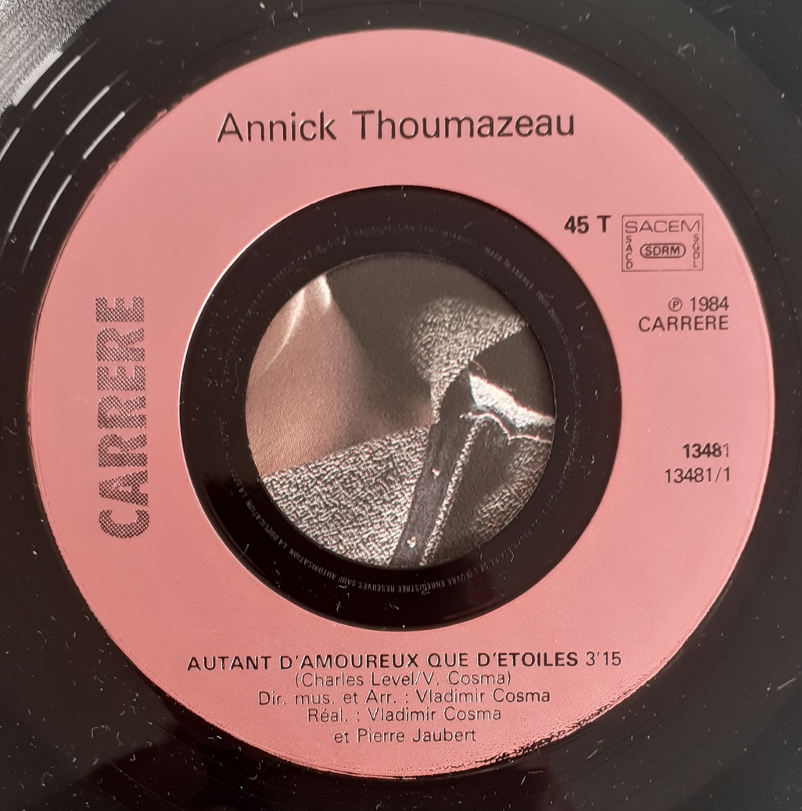 Annick Thoumazeau
45 T
SACEM
SACD
SDRM
SGDL
CARRERE
℗ 1984
CARRERE
13481
13481/1
AUTANT D'AMOUREUX QUE D'ETOILES 3'15
(Charles Level/V. Cosma)
Dir. mus. et Arr. : Vladimir Cosma
Réal. : Vladimir Cosma
et Pierre Jaubert